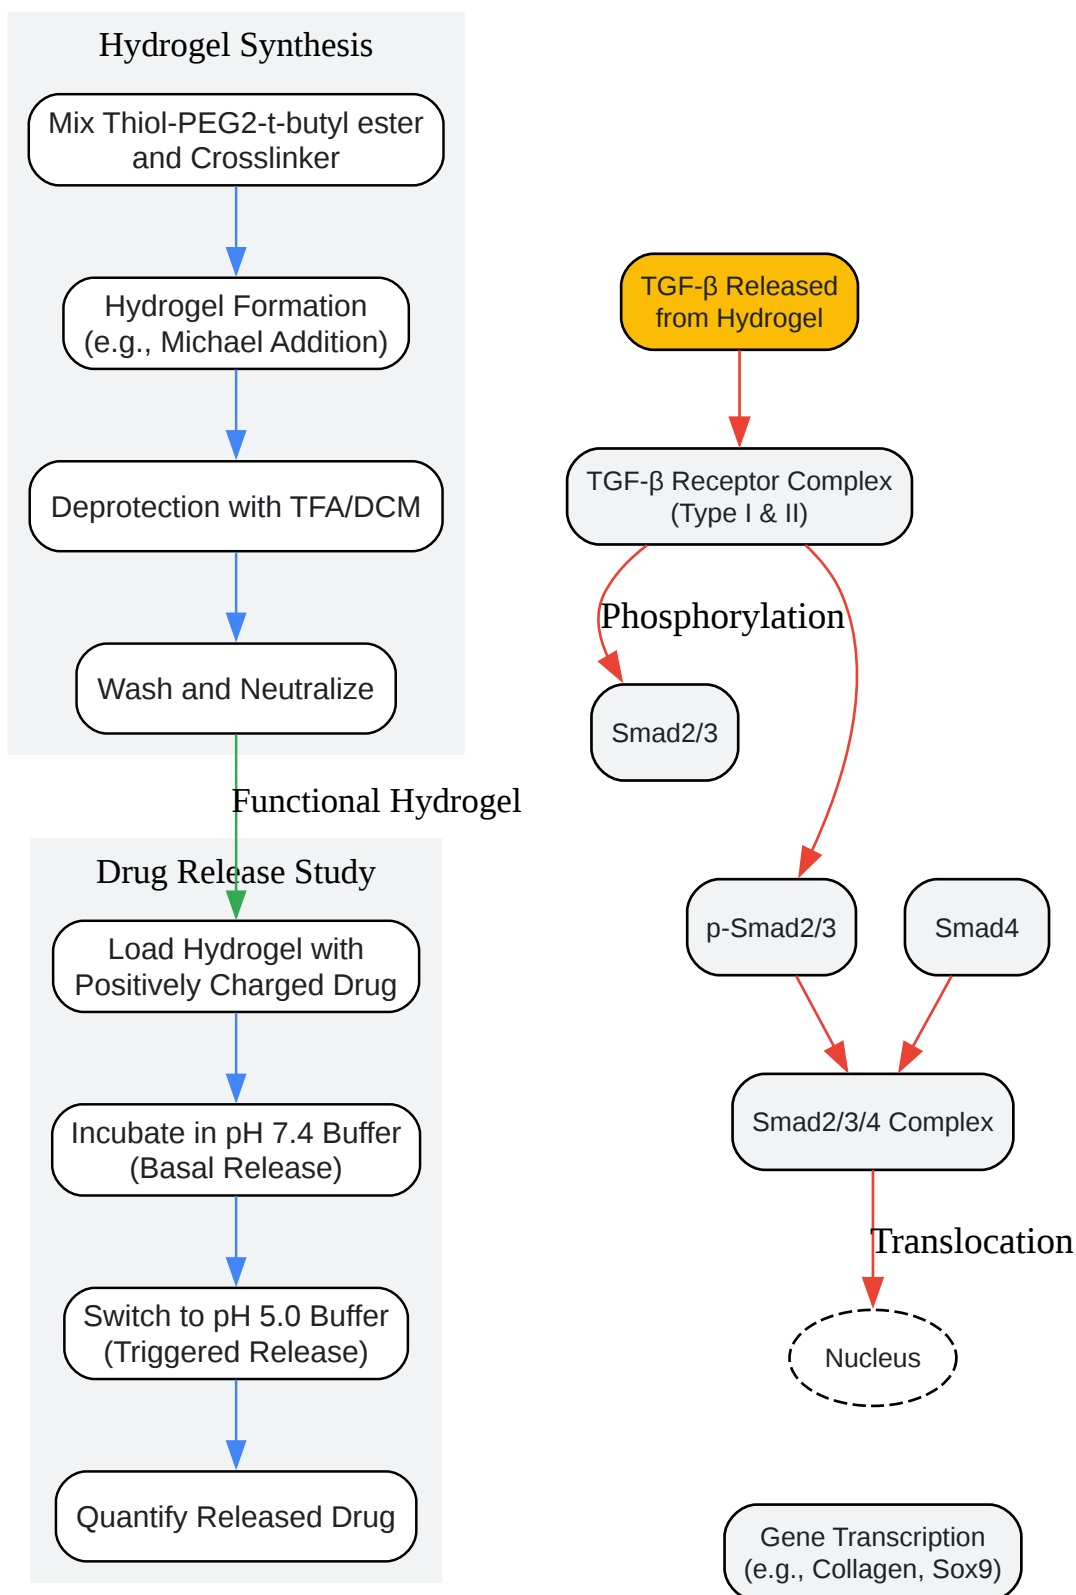 Hydrogel Synthesis
Mix Thiol-PEG2-t-butyl ester
and Crosslinker
Hydrogel Formation
(e.g., Michael Addition)
Deprotection with TFA/DCM
Wash and Neutralize
Functional Hydrogel
Drug Release Study
Load Hydrogel with
Positively Charged Drug
Incubate in pH 7.4 Buffer
(Basal Release)
Switch to pH 5.0 Buffer
(Triggered Release)
Quantify Released Drug
TGF-β Released
from Hydrogel
TGF-β Receptor Complex
(Type I & II)
Phosphorylation
Smad2/3
p-Smad2/3
Smad4
Smad2/3/4 Complex
Translocation
Nucleus
Gene Transcription
(e.g., Collagen, Sox9)